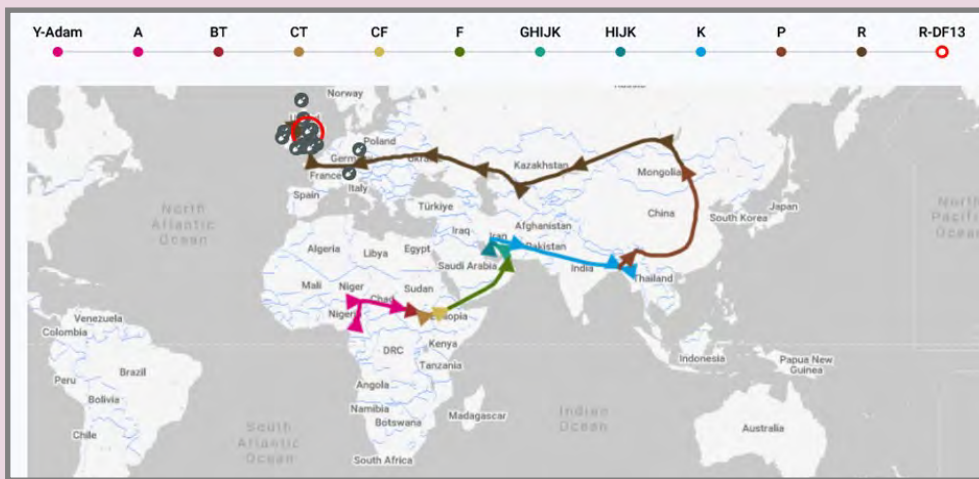 Y-Adam A BT CT CF F GHIJK HIJK K P R R-DF13
Norway
Poland
Germ
Ukra
Kazakhstan
France
Mongolia
Italy
Spain
Türkiye
Japan
North
Atlantic
Ocean
China
South Korea
North
Pacific
Ocean
Iraq
Iran
Afghanistan
Algeria
Libya
Egypt
Pakistan
Saudi Arabia
India
Mali
Niger
Chad
Sudan
Thailand
Nigeria
Ethiopia
Venezuela
Colombia
DRC
Kenya
Tanzania
Indonesia
Papua New
Guinea
Peru
Brazil
Angola
Bolivia
Namibia
Botswana
Madagascar
Indian
Ocean
Chile
South
Atlantic
Ocean
Australia
South Africa